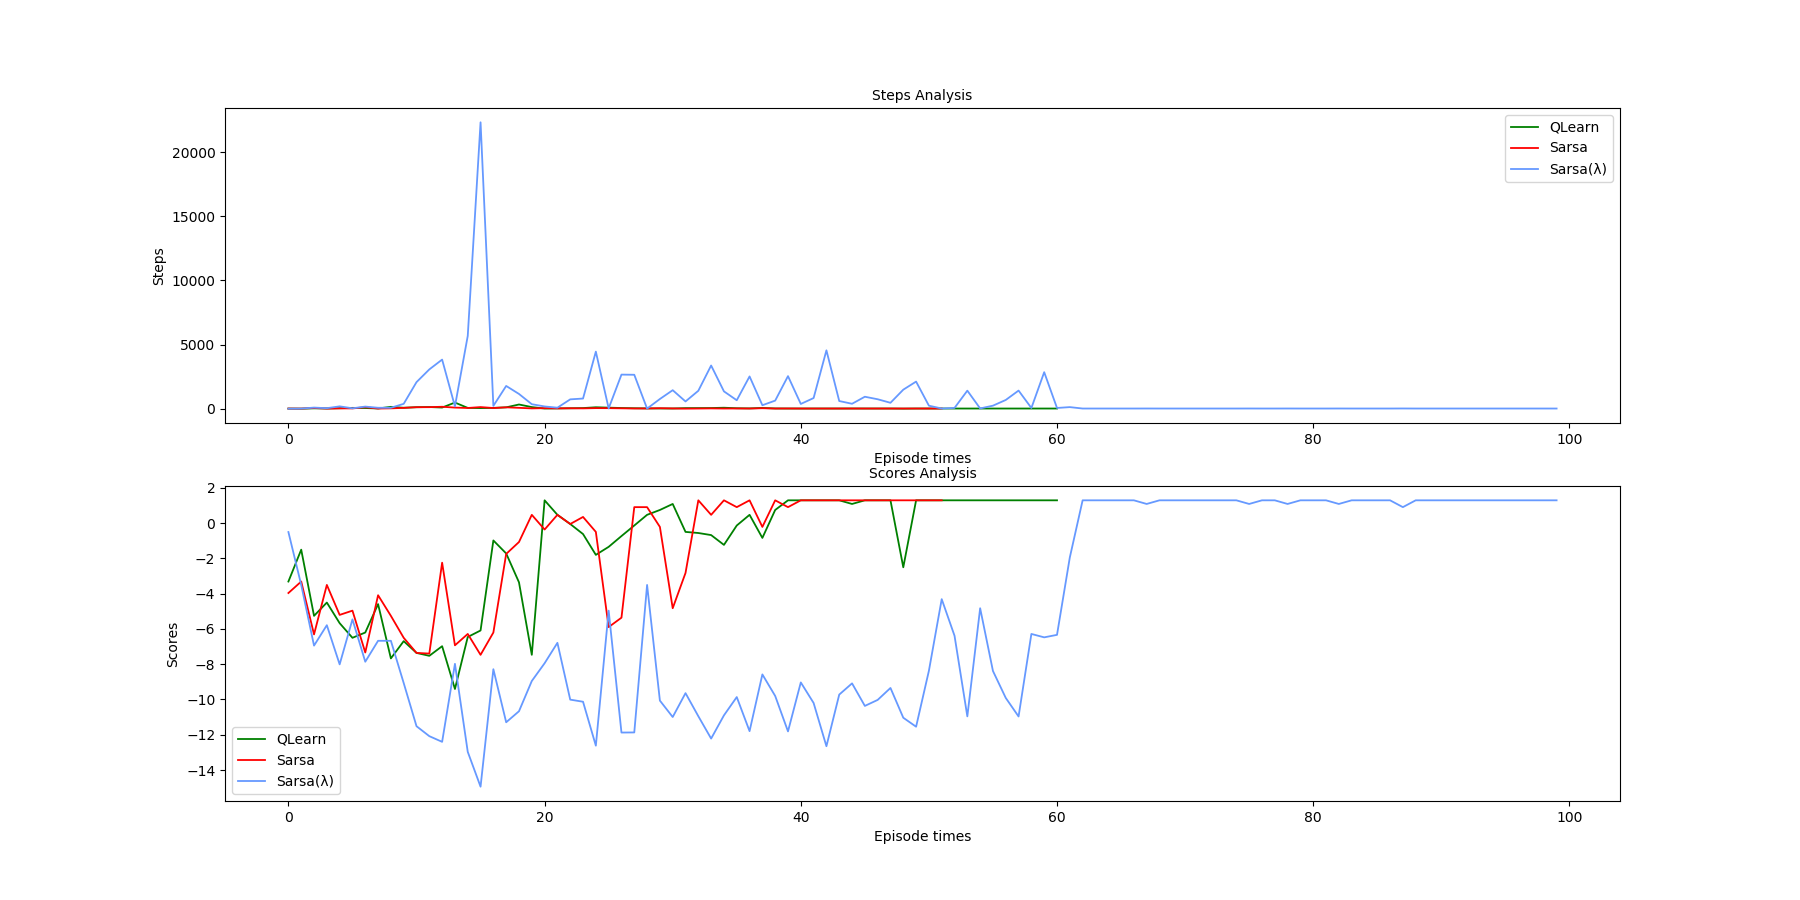 Steps Analysis
20000
15000
10000
5000
0
Steps
QLearn
Sarsa
Sarsa(λ)
0 20 40 60 80 100
Episode times
Scores Analysis
2
0
−2
−4
−6
−8
−10
−12
−14
Scores
QLearn
Sarsa
Sarsa(λ)
0 20 40 60 80 100
Episode times